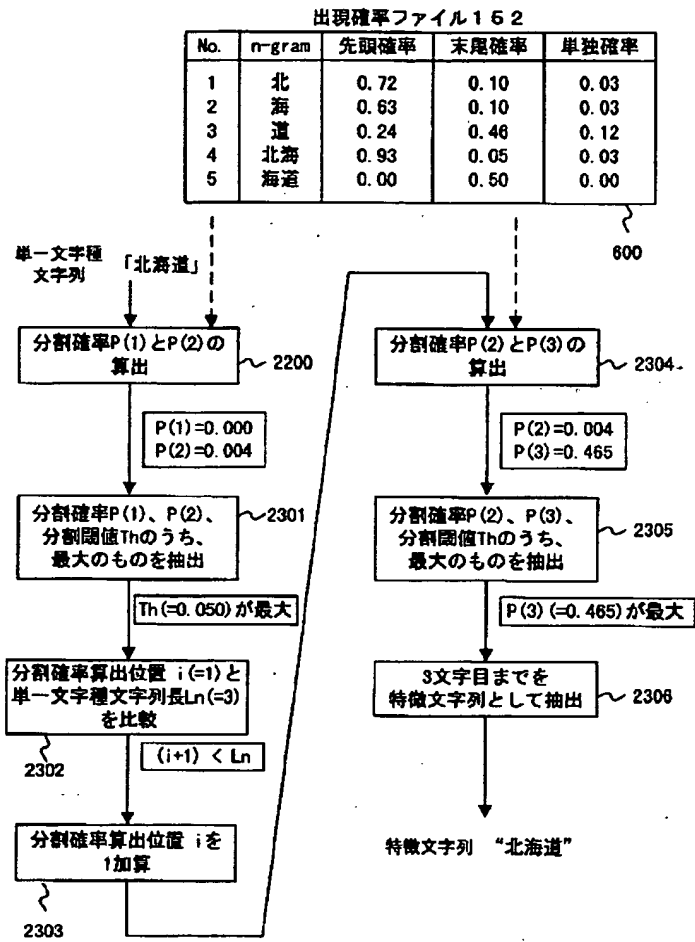 出現確率ファイル152
No. n-gram 先頭確率 末尾確率 単独確率
1 北 0.72 0.10 0.03
2 海 0.63 0.10 0.03
3 道 0.24 0.46 0.12
4 北海 0.93 0.05 0.03
5 海道 0.00 0.50 0.00
600
単一文字種
文字列
「北海道」
分割確率P(1)とP(2)の
算出
2200
P(1)=0.000
P(2)=0.004
分割確率P(1)、P(2)、
分割閾値Thのうち、
最大のものを抽出
2301
Th(=0.050)が最大
分割確率算出位置 i(=1)と
単一文字種文字列長Ln(=3)
を比較
2302
(i+1) < Ln
分割確率算出位置 iを
1加算
2303
分割確率P(2)とP(3)の
算出
2304
P(2)=0.004
P(3)=0.465
分割確率P(2)、P(3)、
分割閾値Thのうち、
最大のものを抽出
2305
P(3)(=0.465)が最大
3文字目までを
特徴文字列として抽出
2306
特徴文字列 “北海道”